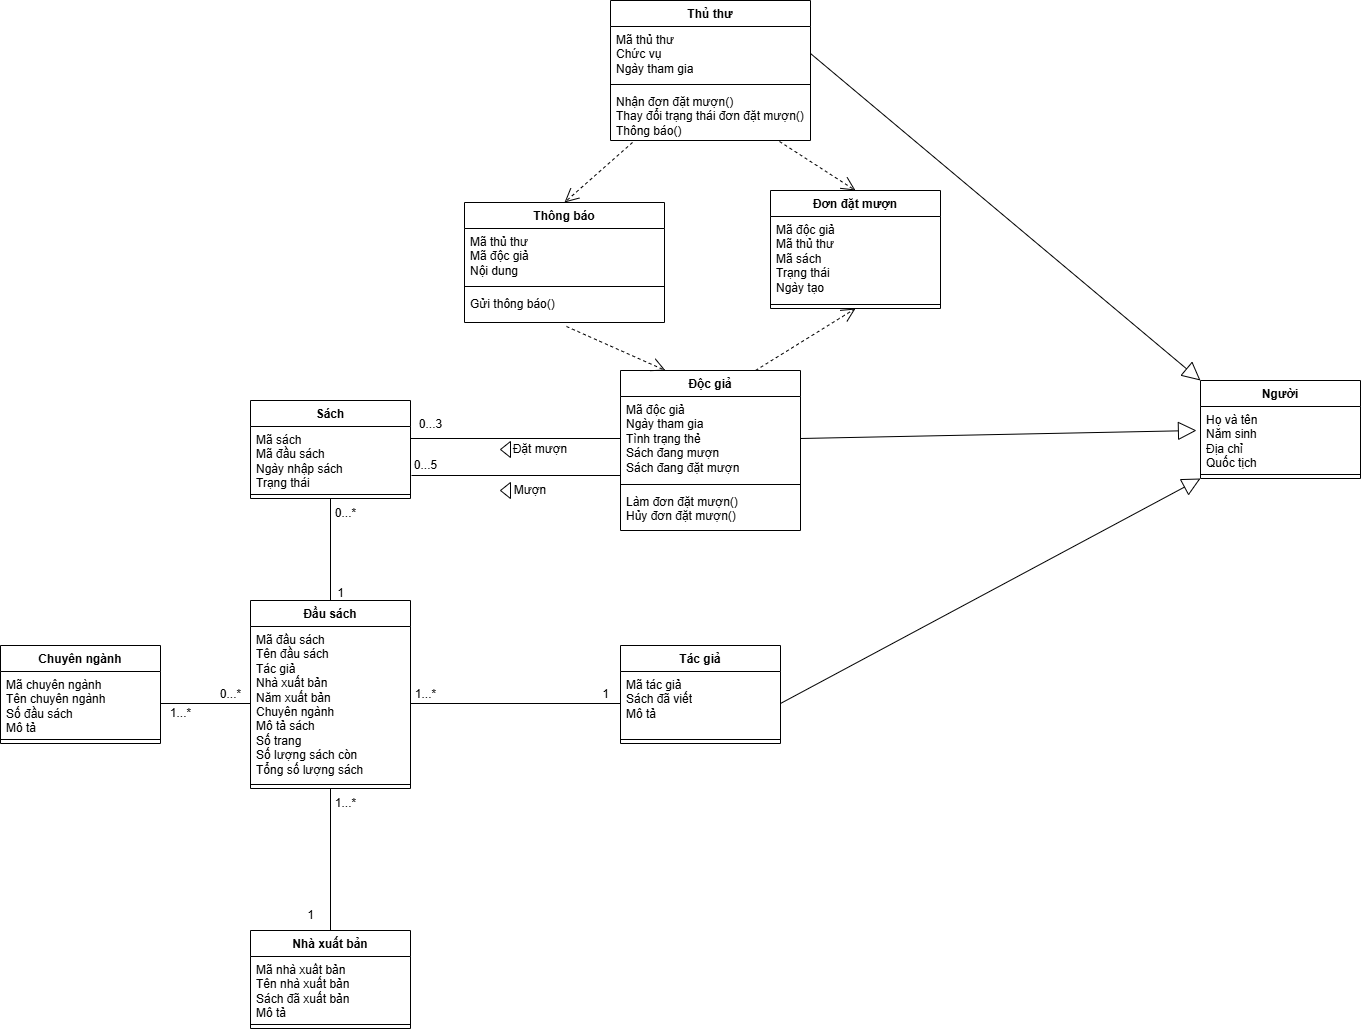 Thủ thư
Mã thủ thư
Chức vụ
Ngày tham gia
Nhận đơn đặt mượn()
Thay đổi trạng thái đơn đặt mượn()
Thông báo()
Thông báo
Mã thủ thư
Mã độc giả
Nội dung
Gửi thông báo()
Đơn đặt mượn
Mã độc giả
Mã thủ thư
Mã sách
Trạng thái
Ngày tạo
Độc giả
Mã độc giả
Ngày tham gia
Tình trạng thẻ
Sách đang mượn
Sách đang đặt mượn
Làm đơn đặt mượn()
Hủy đơn đặt mượn()
Người
Họ và tên
Năm sinh
Địa chỉ
Quốc tịch
Sách
Mã sách
Mã đầu sách
Ngày nhập sách
Trạng thái
0...3
Đặt mượn
0...5
Mượn
0...*
1
Đầu sách
Mã đầu sách
Tên đầu sách
Tác giả
Nhà xuất bản
Năm xuất bản
Chuyên ngành
Mô tả sách
Số trang
Số lượng sách còn
Tổng số lượng sách
Chuyên ngành
Mã chuyên ngành
Tên chuyên ngành
Số đầu sách
Mô tả
0...*
1...*
1...*
1
Tác giả
Mã tác giả
Sách đã viết
Mô tả
1...*
1
Nhà xuất bản
Mã nhà xuất bản
Tên nhà xuất bản
Sách đã xuất bản
Mô tả